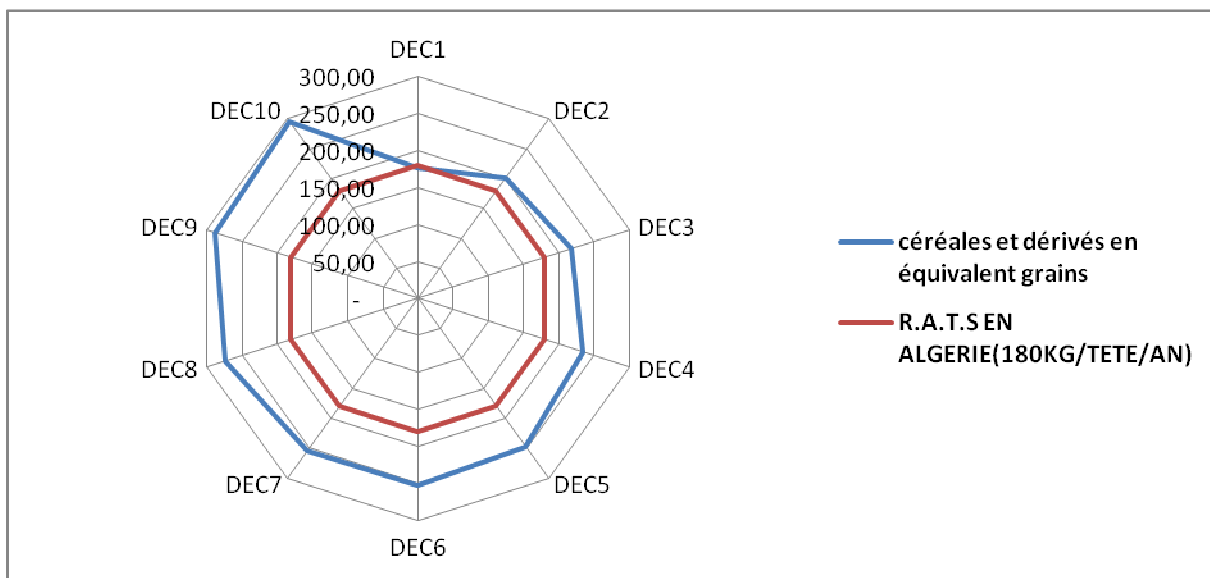 DEC1
300,00
250,00
200,00
150,00
100,00
50,00
-
DEC2
DEC3
DEC4
DEC5
DEC6
DEC7
DEC8
DEC9
DEC10
céréales et dérivés en
équivalent grains
R.A.T.S EN
ALGERIE(180KG/TETE/AN)